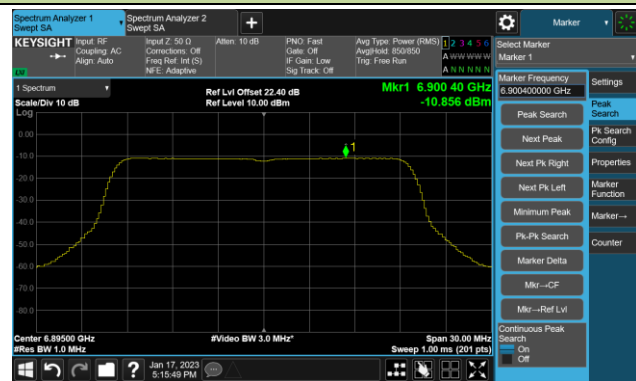 Spectrum Analyzer 1
Swept SA
Spectrum Analyzer 2
Swept SA
+
Marker
KEYSIGHT
Input: RF
Coupling: AC
Align: Auto
Input Z: 50 Ω
Corrections: Off
Freq Ref: Int (S)
NFE: Adaptive
Atten: 10 dB
PNO: Fast
Gate: Off
IF Gain: Low
Sig Track: Off
Avg Type: Power (RMS)
Avg|Hold: 850/850
Trig: Free Run
1 2 3 4 5 6
A W W W W W
A N N N N N
LXI
Select Marker
Marker 1
1 Spectrum
Scale/Div 10 dB
Log
Ref Lvl Offset 22.40 dB
Ref Level 10.00 dBm
Mkr1 6.900 40 GHz
-10.856 dBm
0.00
-10.0
-20.0
-30.0
-40.0
-50.0
-60.0
-70.0
-80.0
1
Center 6.89500 GHz
#Res BW 1.0 MHz
#Video BW 3.0 MHz*
Span 30.00 MHz
Sweep 1.00 ms (201 pts)
Marker Frequency
6.900400000 GHz
Peak Search
Next Peak
Next Pk Right
Next Pk Left
Minimum Peak
Pk-Pk Search
Marker Delta
Mkr→CF
Mkr→Ref Lvl
Continuous Peak
Search
On
Off
Settings
Peak
Search
Pk Search
Config
Properties
Marker
Function
Marker→
Counter
?
Jan 17, 2023
5:15:49 PM